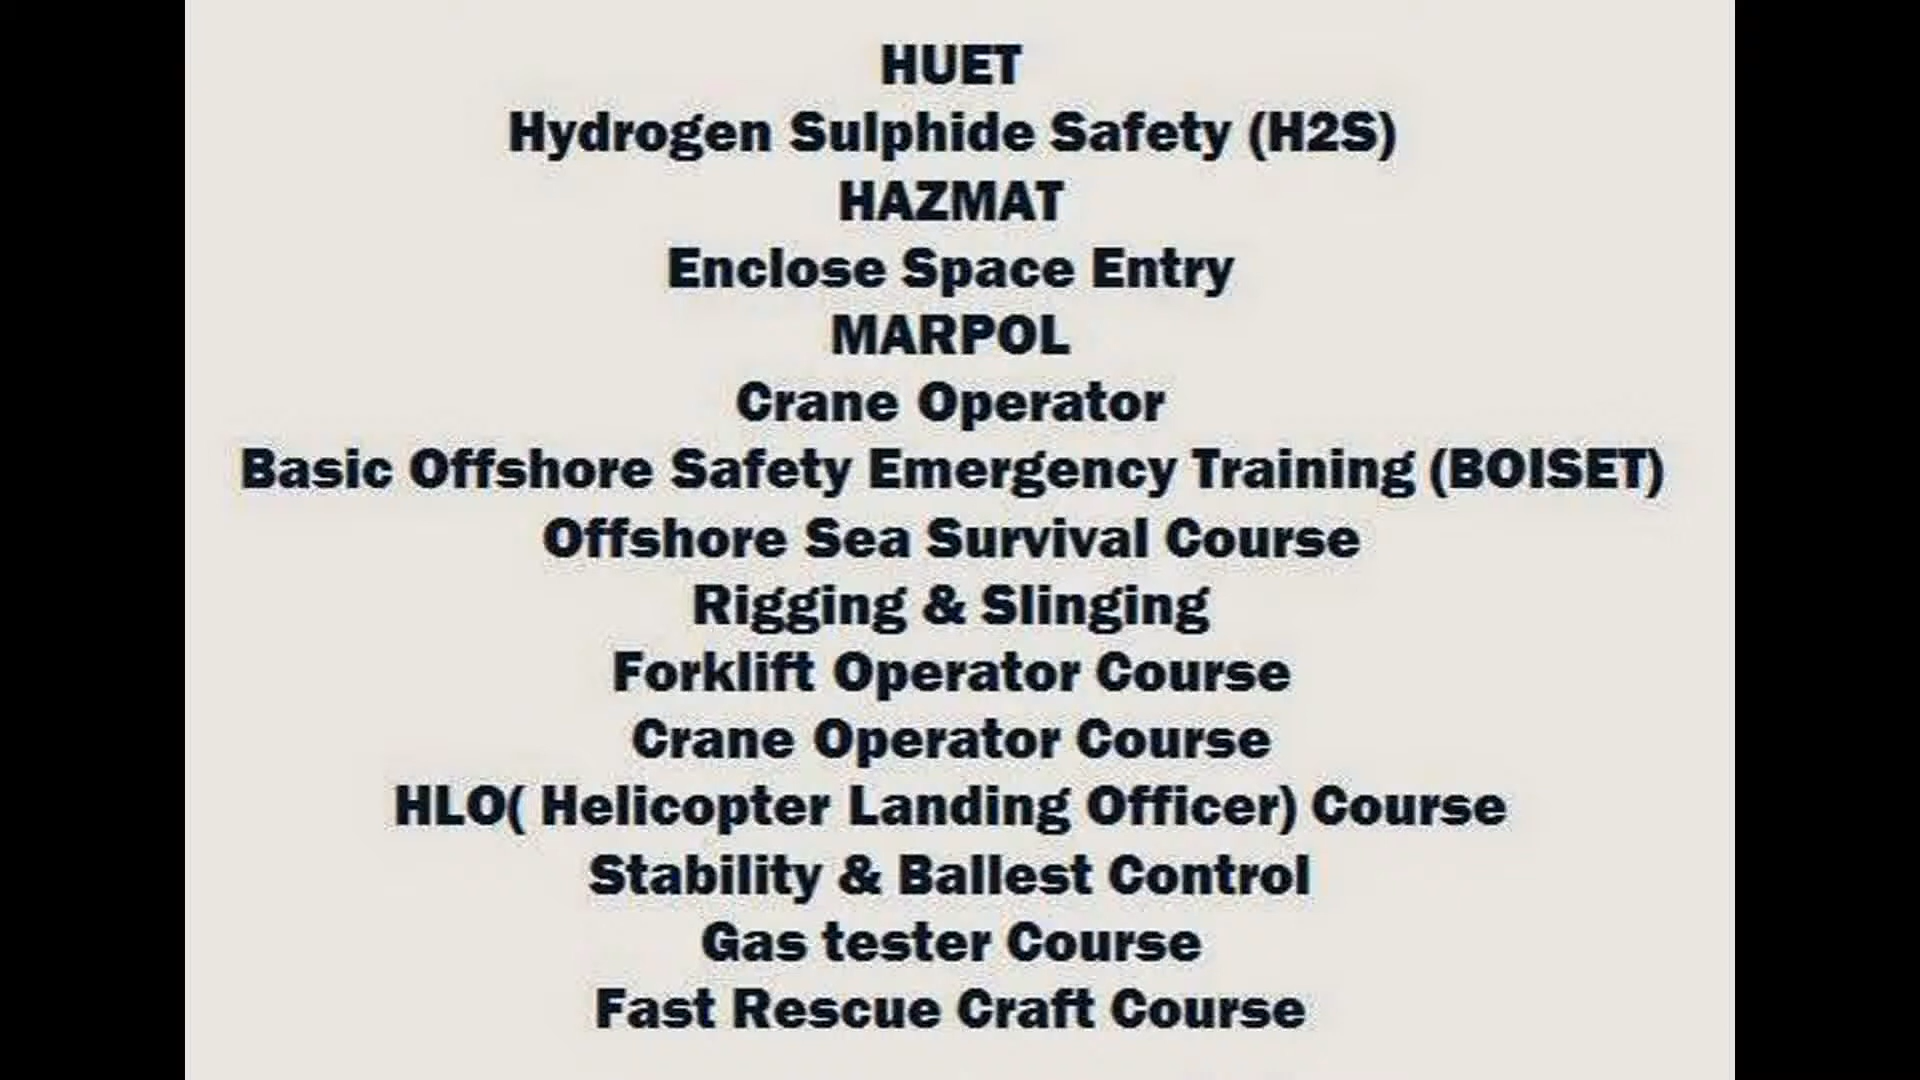 HUET
Hydrogen Sulphide Safety (H2S)
HAZMAT
Enclose Space Entry
MARPOL
Crane Operator
Basic Offshore Safety Emergency Training (BOISET)
Offshore Sea Survival Course
Rigging & Slinging
Forklift Operator Course
Crane Operator Course
HLO( Helicopter Landing Officer) Course
Stability & Ballest Control
Gas tester Course
Fast Rescue Craft Course